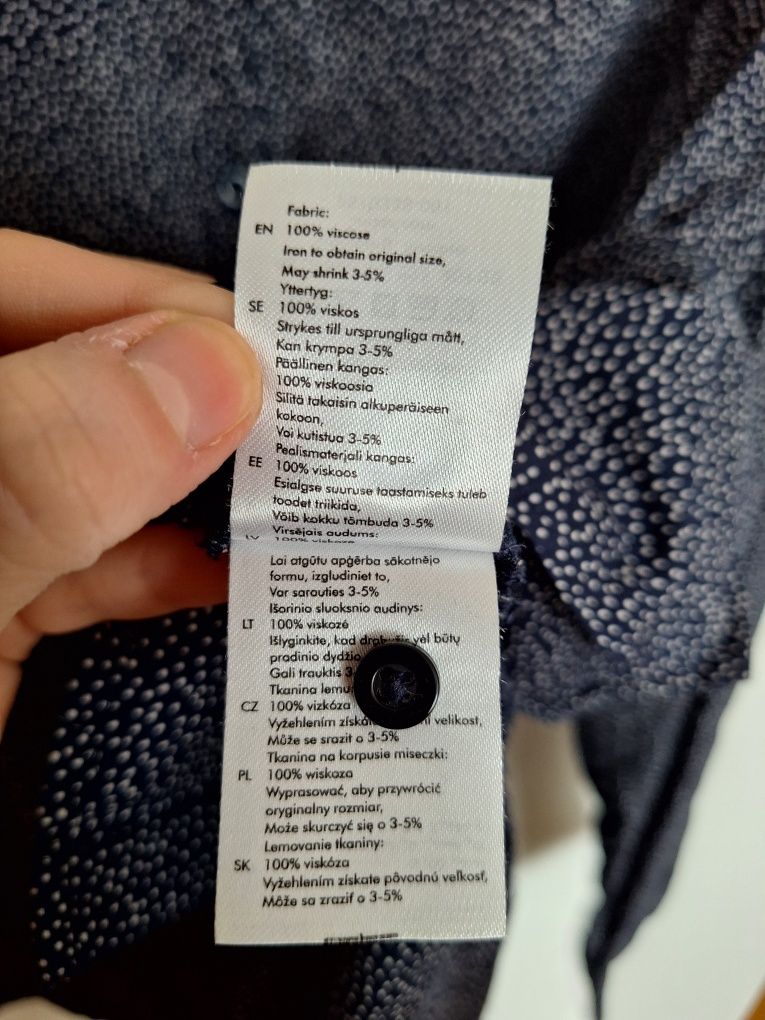 Fabric:
EN 100% viscose
Iron to obtain original size,
May shrink 3-5%
Yttertyg:
SE 100% viskos
Strykes till ursprungliga mått,
Kan krympa 3-5%
Päällinen kangas:
100% viskoosia
Silitä takaisin alkuperäiseen
kokoon,
Voi kutistua 3-5%
Pealismaterjali kangas:
EE 100% viskoos
Esialgse suuruse taastamiseks tuleb
toodet triikida,
Võib kokku tõmbuda 3-5%
Virsējais audums:
LV 100% viskoze
Lai atgūtu apģērba sākotnējo
formu, izgludiniet to,
Var sarauties 3-5%
Išorinio sluoksnio audinys:
LT 100% viskozė
Išlyginkite, kad vėl būtų
pradinio dydžio
Gali trauktis
Tkanina
CZ 100% vizkóza
Vyžehlením velikost,
Může se srazit o 3-5%
Tkanina na korpusie miseczki:
PL 100% wiskoza
Wyprasować, aby przywrócić
oryginalny rozmiar,
Może skurczyć się o 3-5%
Lemovanie tkaniny:
SK 100% viskóza
Vyžehlením získate pôvodnú veľkosť,
Môže sa zraziť o 3-5%